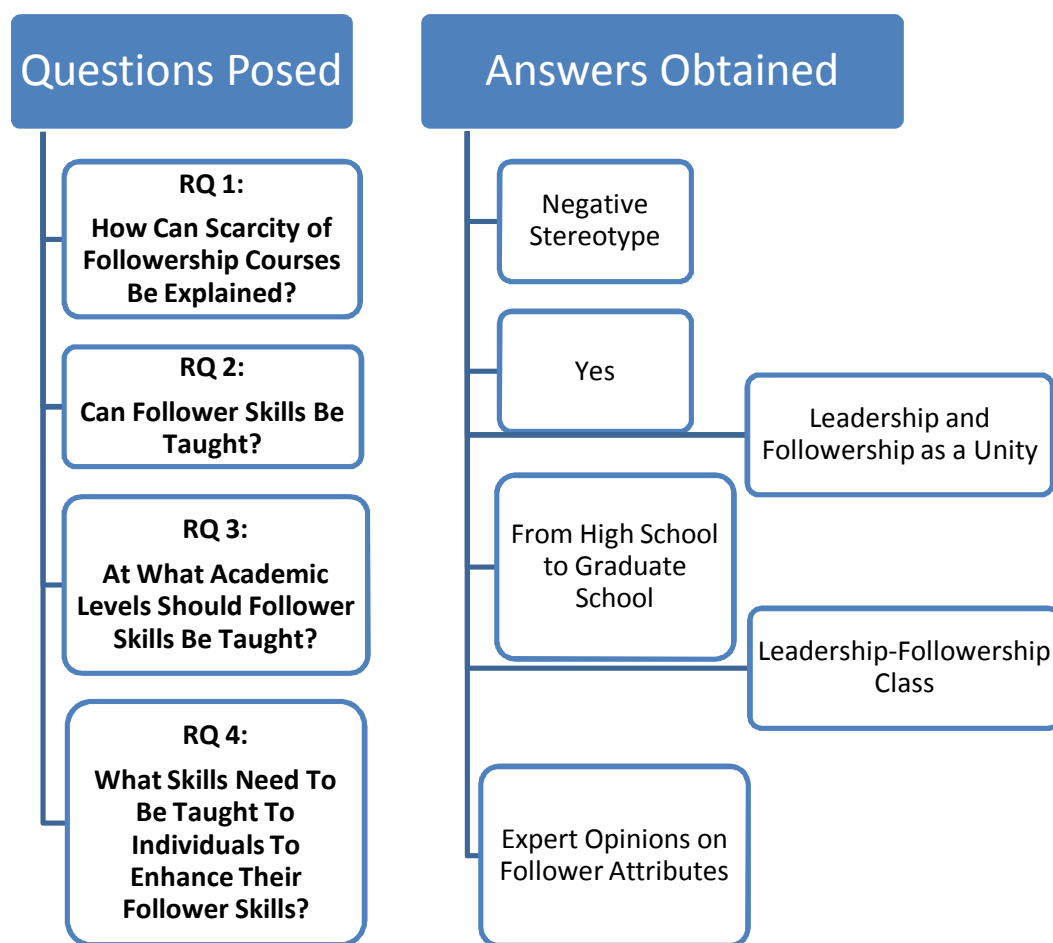 Questions Posed
RQ 1:
How Can Scarcity of
Followership Courses
Be Explained?
RQ 2:
Can Follower Skills Be
Taught?
RQ 3:
At What Academic
Levels Should Follower
Skills Be Taught?
RQ 4:
What Skills Need To
Be Taught To
Individuals To
Enhance Their
Follower Skills?
Answers Obtained
Negative
Stereotype
Yes
Leadership and
Followership as a Unity
From High School
to Graduate
School
Leadership-Followership
Class
Expert Opinions on
Follower Attributes